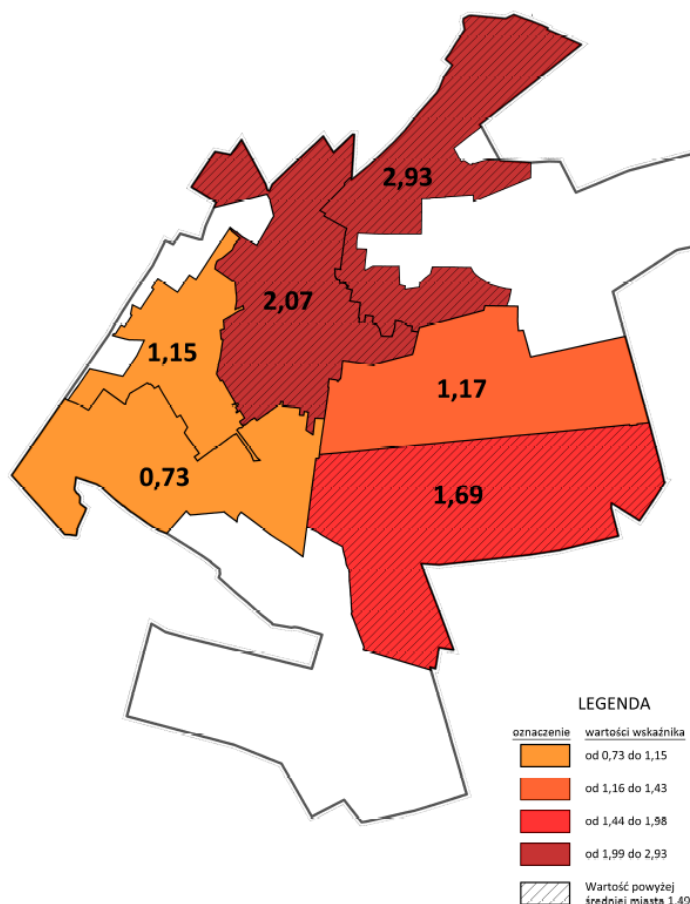 2,93
2,07
1,15
1,17
0,73
1,69
LEGENDA
oznaczenie wartości wskaźnika
od 0,73 do 1,15
od 1,16 do 1,43
od 1,44 do 1,98
od 1,99 do 2,93
Wartość powyżej
średniej miasta 1,49